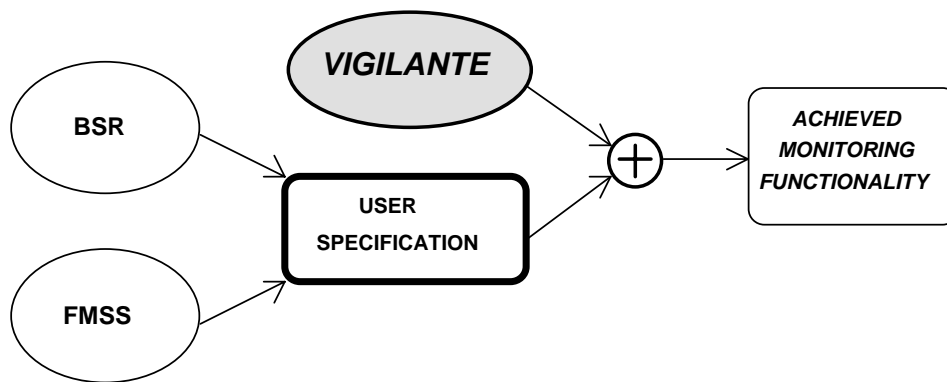 VIGILANTE
BSR
USER
SPECIFICATION
FMSS
ACHIEVED
MONITORING
FUNCTIONALITY